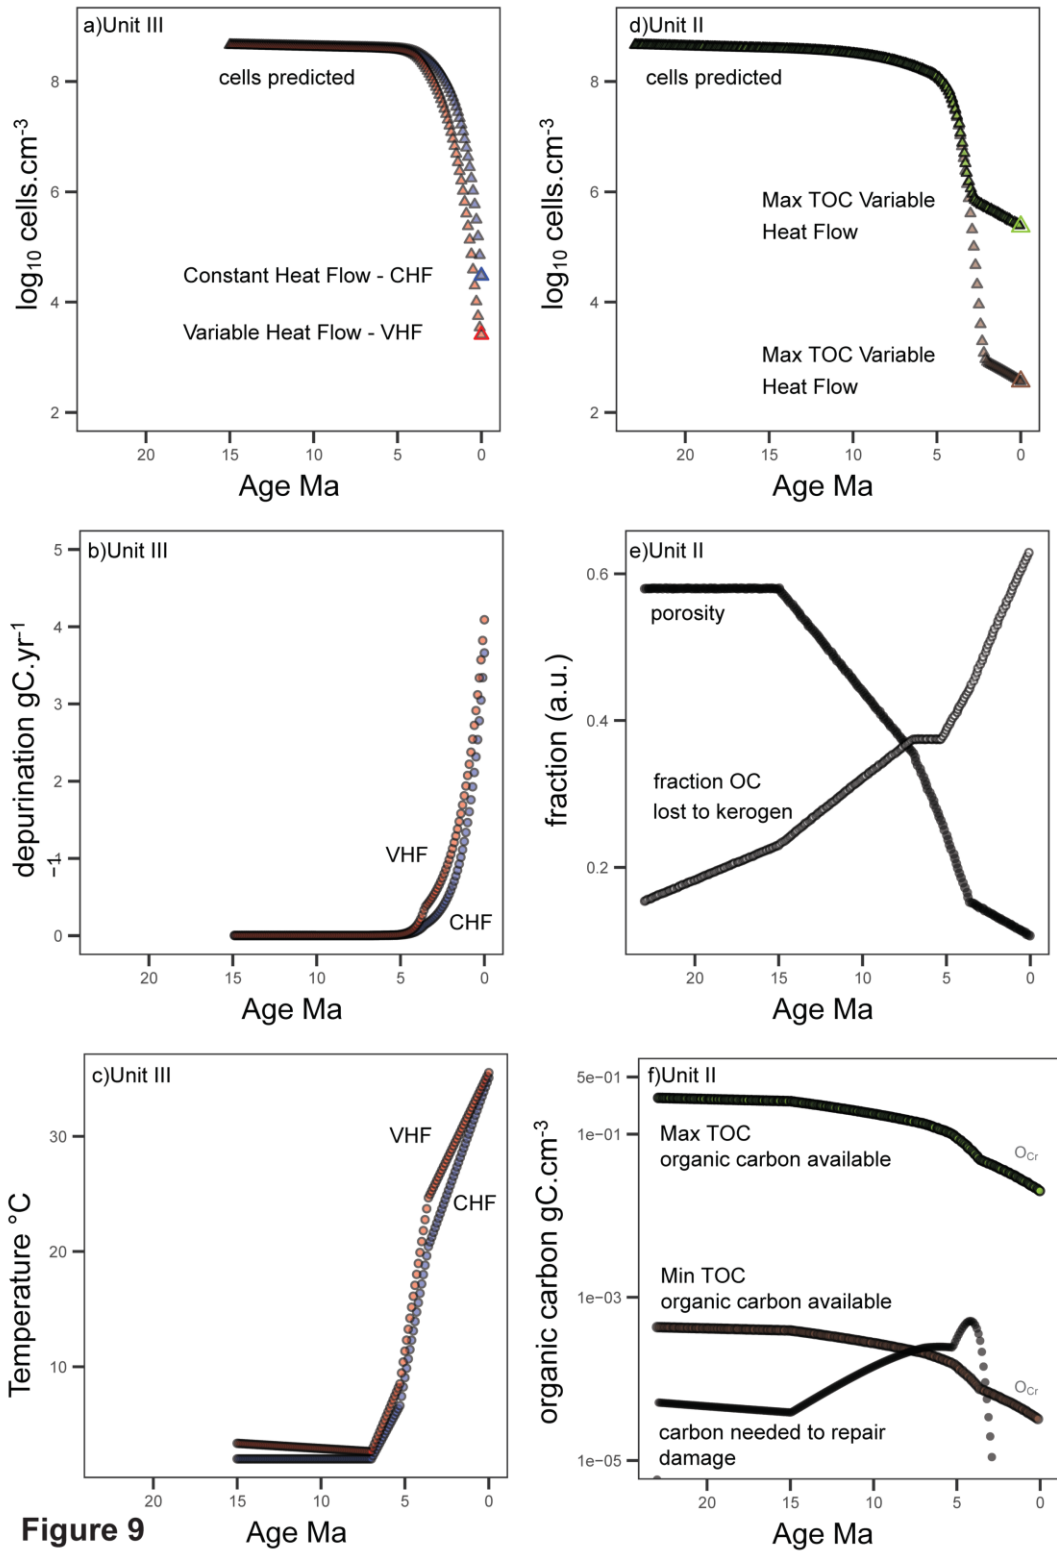 a)Unit III
cells predicted
Constant Heat Flow - CHF
Variable Heat Flow - VHF
log10 cells.cm-3
8
6
4
2
20 15 10 5 0
Age Ma
d)Unit II
cells predicted
Max TOC Variable
Heat Flow
Max TOC Variable
Heat Flow
log10 cells.cm-3
8
6
4
2
20 15 10 5 0
Age Ma
b)Unit III
VHF
CHF
depurination gC.yr-1
5
4
3
2
-1
0
20 15 10 5 0
Age Ma
e)Unit II
porosity
fraction OC
lost to kerogen
fraction (a.u.)
0.6
0.4
0.2
20 15 10 5 0
Age Ma
c)Unit III
VHF
CHF
Temperature °C
30
20
10
20 15 10 5 0
Age Ma
f)Unit II
Max TOC
organic carbon available
OCr
Min TOC
organic carbon available
OCr
carbon needed to repair
damage
organic carbon gC.cm-3
5e-01
1e-01
1e-03
1e-05
20 15 10 5 0
Age Ma
Figure 9